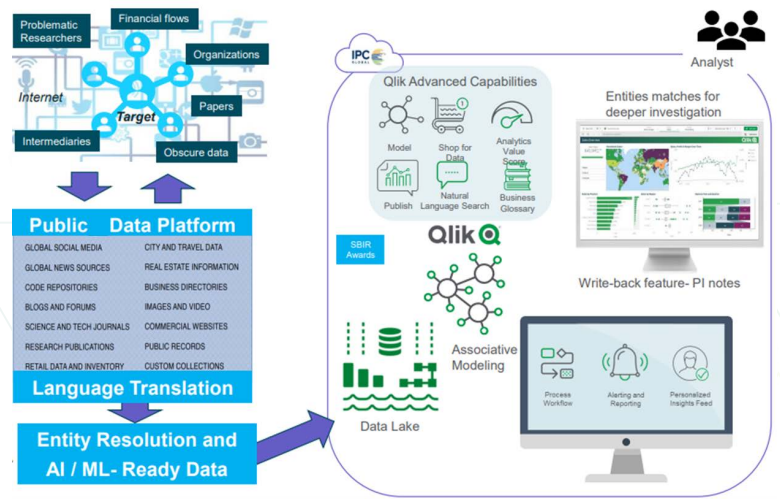 Problematic
Researchers
Financial flows
Organizations
Internet
Target
Papers
Intermediaries
Obscure data
Public Data Platform
GLOBAL SOCIAL MEDIA
GLOBAL NEWS SOURCES
CODE REPOSITORIES
BLOGS AND FORUMS
SCIENCE AND TECH JOURNALS
RESEARCH PUBLICATIONS
RETAIL DATA AND INVENTORY
CITY AND TRAVEL DATA
REAL ESTATE INFORMATION
BUSINESS DIRECTORIES
IMAGES AND VIDEO
COMMERCIAL WEBSITES
PUBLIC RECORDS
CUSTOM COLLECTIONS
Language Translation
Entity Resolution and
AI / ML- Ready Data
IPC
GLOBAL
Qlik Advanced Capabilities
Model
Shop for
Data
1
Analytics
Value
Score
Publish
Natural
Language Search
Business
Glossary
Qlik
SBIR
Awards
Associative
Modeling
Data Lake
Analyst
Entities matches for
deeper investigation
Qlik
Write-back feature- PI notes
Process
Workflow
Alerting and
Reporting
Personalized
Insights Feed